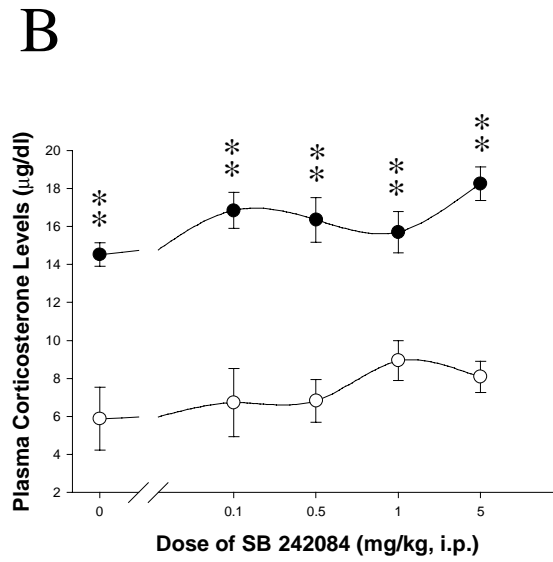 B
Plasma Corticosterone Levels (µg/dl)
20
18
16
14
12
10
8
6
4
2
** ** ** ** **
0 0.1 0.5 1 5
Dose of SB 242084 (mg/kg, i.p.)